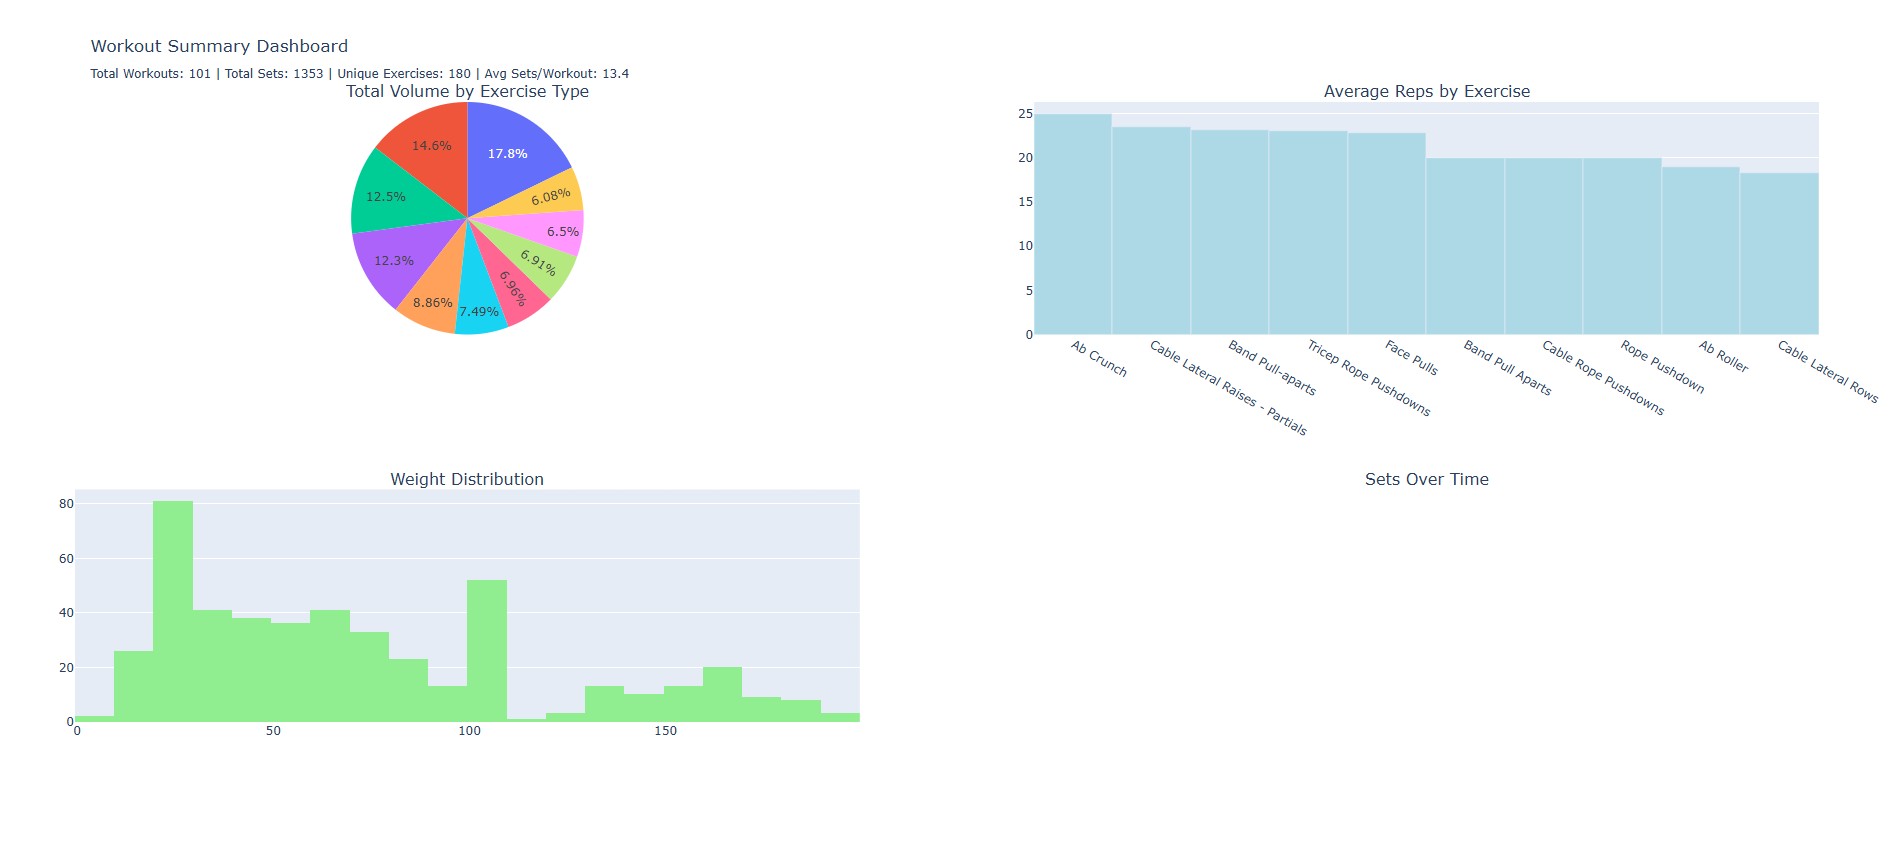 Workout Summary Dashboard
Total Workouts: 101 | Total Sets: 1353 | Unique Exercises: 180 | Avg Sets/Workout: 13.4
Total Volume by Exercise Type
17.8%
14.6%
12.5%
12.3%
8.86%
7.49%
6.96%
6.91%
6.5%
6.08%
Average Reps by Exercise
25
20
15
10
5
0
Ab Crunch
Cable Lateral Raises - Partials
Band Pull-aparts
Tricep Rope Pushdowns
Face Pulls
Band Pull Aparts
Cable Rope Pushdowns
Rope Pushdown
Ab Roller
Cable Lateral Rows
Weight Distribution
80
60
40
20
0
0
50
100
150
Sets Over Time